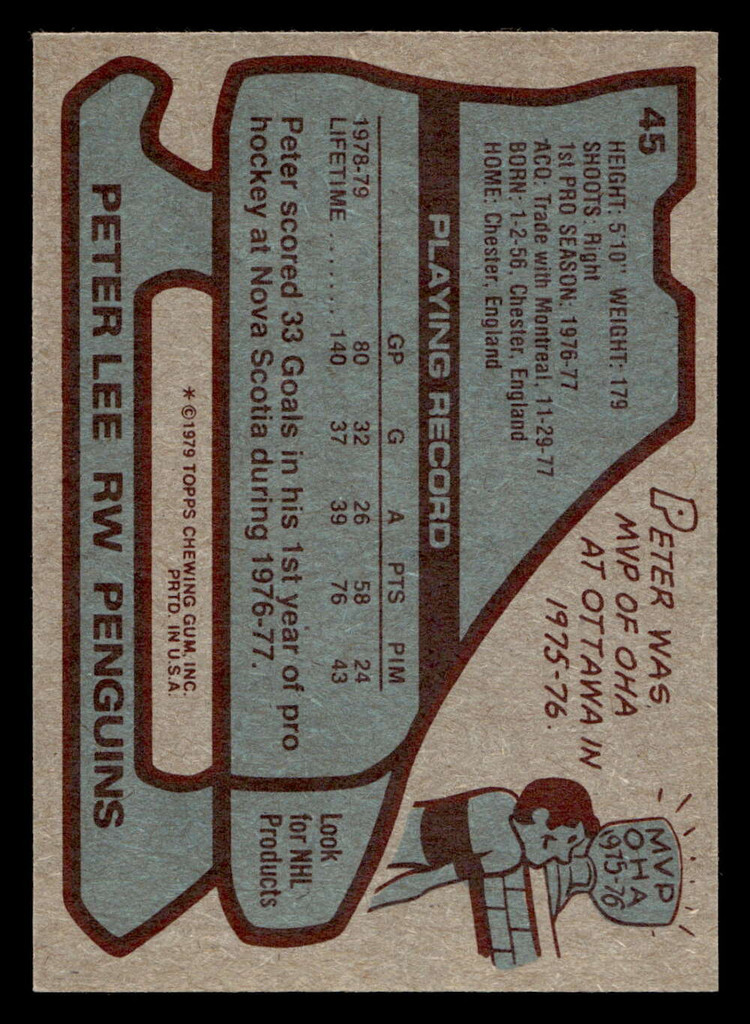 45
HEIGHT: 5'10" WEIGHT: 179
SHOOTS: Right
1st PRO SEASON: 1976-77
ACQ: Trade with Montreal, 11-29-77
BORN: 1-2-56, Chester, England
HOME: Chester, England
PETER WAS
MVP OF OHA
AT OTTAWA IN
1975-76.
MVP
OHA
1975-76
PLAYING RECORD
GP G A PTS PIM
1978-79 80 32 26 58 24
LIFETIME ........ 140 37 39 76 43
Peter scored 33 Goals in his 1st year of pro
hockey at Nova Scotia during 1976-77.
Look
for NHL
Products
* ©1979 TOPPS CHEWING GUM, INC.
PRTD. IN U.S.A.
PETER LEE RW PENGUINS